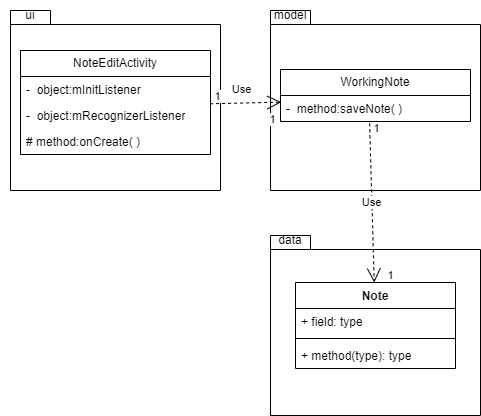 ui
NoteEditActivity
- object:mInitListener
- object:mRecognizerListener
# method:onCreate( )
1
Use
1
model
WorkingNote
- method:saveNote( )
1
Use
data
1
Note
+ field: type
+ method(type): type